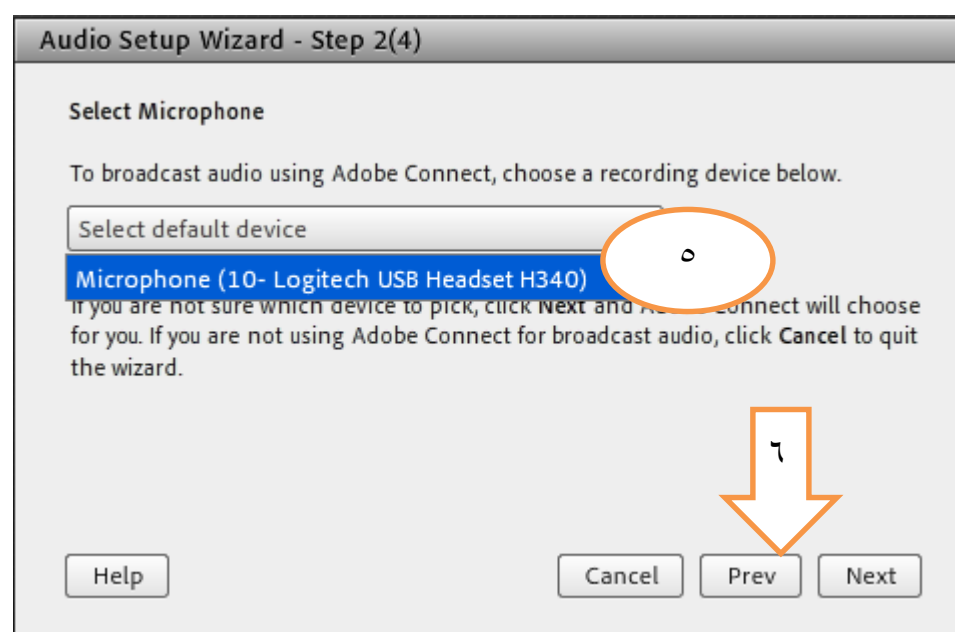 Audio Setup Wizard - Step 2(4)
Select Microphone
To broadcast audio using Adobe Connect, choose a recording device below.
Select default device
Microphone (10- Logitech USB Headset H340)
٥
If you are not sure which device to pick, click Next and Adobe Connect will choose
for you. If you are not using Adobe Connect for broadcast audio, click Cancel to quit
the wizard.
٦
Help
Cancel
Prev
Next